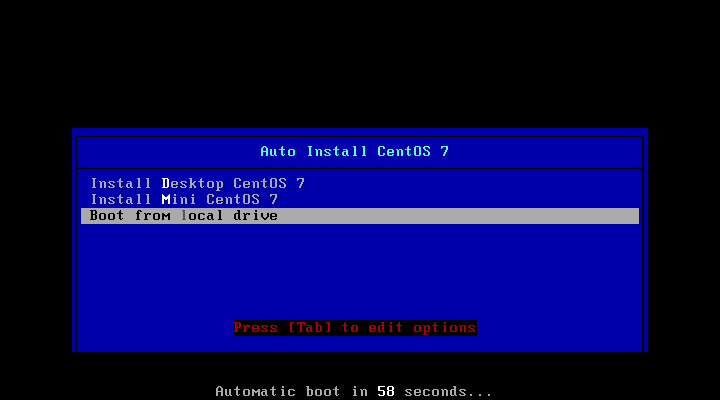 Auto Install CentOS 7
Install Desktop CentOS 7
Install Mini CentOS 7
Boot from local drive
Press [Tab] to edit options
Automatic boot in 58 seconds...